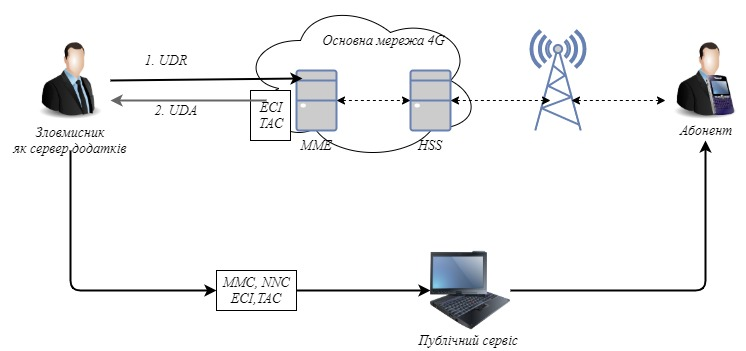 Основна мережа 4G
1. UDR
2. UDA
ECI
TAC
MME
HSS
Зловмисник
як сервер додатків
Абонент
MMC, NNC
ECI,TAC
Публічний сервіс